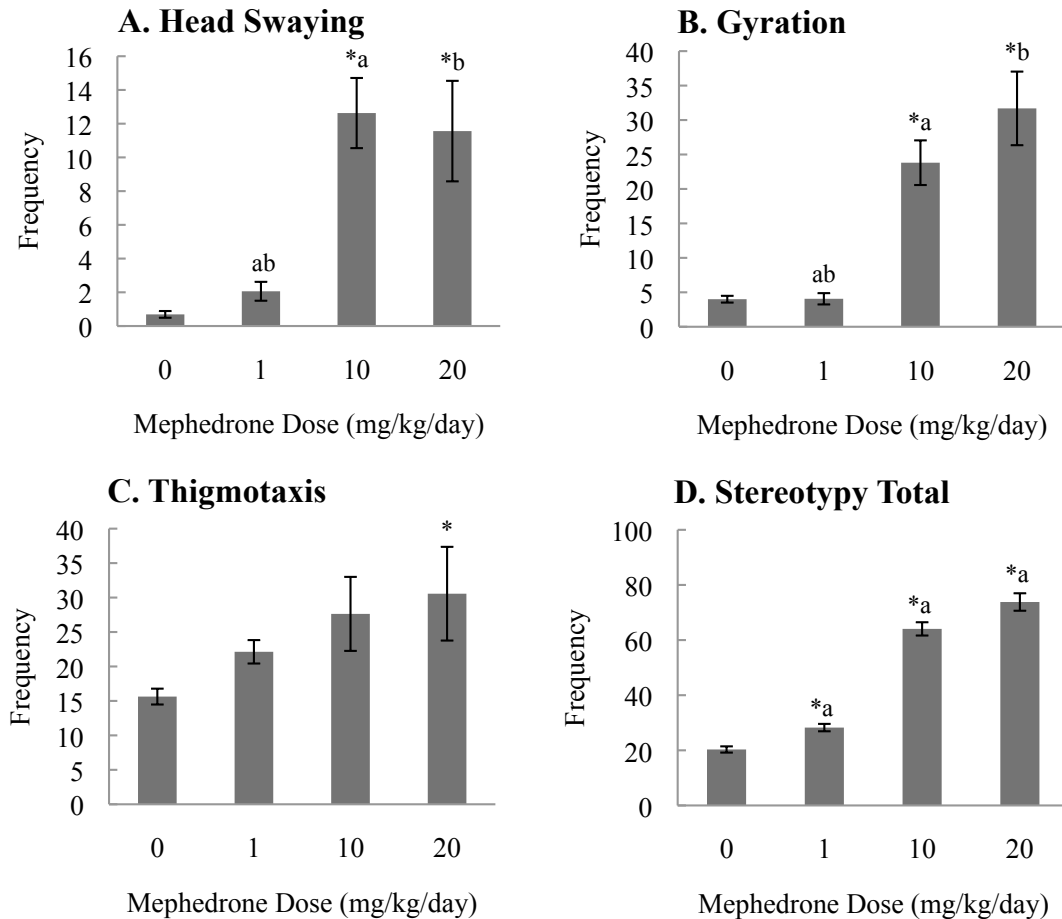 A. Head Swaying
16
14
12
10
8
6
4
2
0
Frequency
ab
*a
*b
0 1 10 20
Mephedrone Dose (mg/kg/day)
B. Gyration
40
35
30
25
20
15
10
5
0
Frequency
ab
*a
*b
0 1 10 20
Mephedrone Dose (mg/kg/day)
C. Thigmotaxis
40
35
30
25
20
15
10
5
0
Frequency
*
0 1 10 20
Mephedrone Dose (mg/kg/day)
D. Stereotypy Total
100
80
60
40
20
0
Frequency
*a
*a
*a
0 1 10 20
Mephedrone Dose (mg/kg/day)